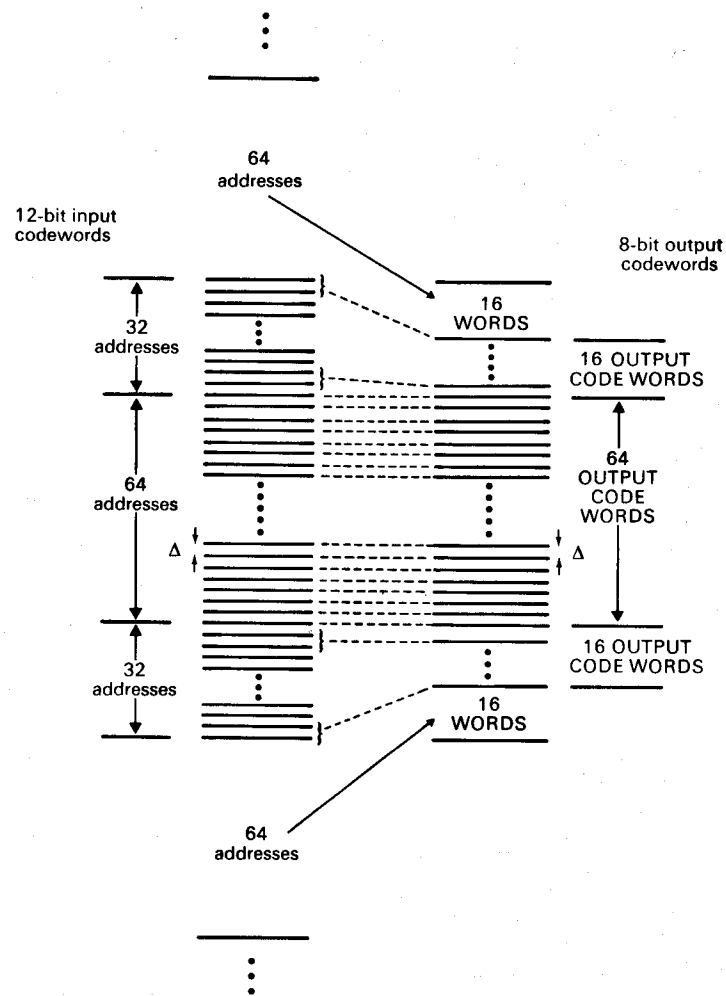 64
addresses
12-bit input
codewords
8-bit output
codewords
16
WORDS
32
addresses
16 OUTPUT
CODE WORDS
64
addresses
64
OUTPUT
CODE
WORDS
Δ
Δ
32
addresses
16 OUTPUT
CODE WORDS
16
WORDS
64
addresses